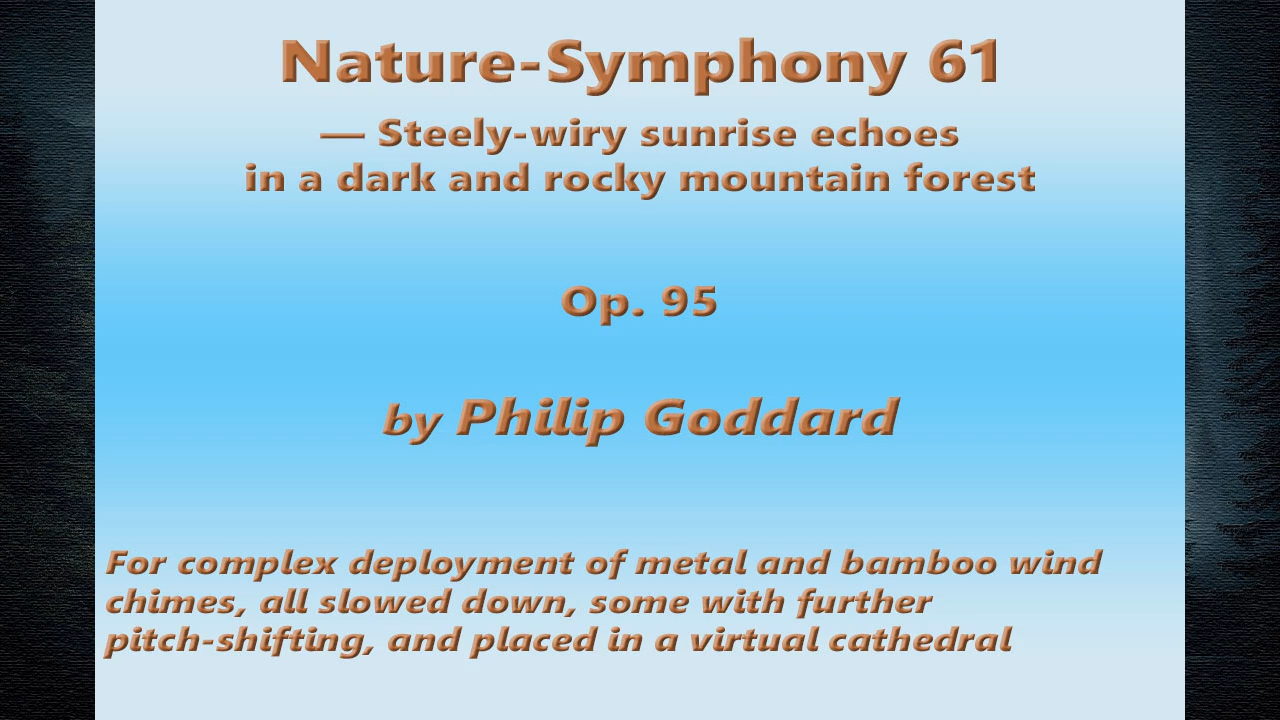 Nature-Symphony 61
— Steely-wiry sunrise echoes
in a dark and rocky mountain forest
Op. 95
by Philip Goddard
For complex deployment of metal and bamboo wind
chimes, all slowed down, some with further
pitch-shifting, and placed in a virtual cathedral